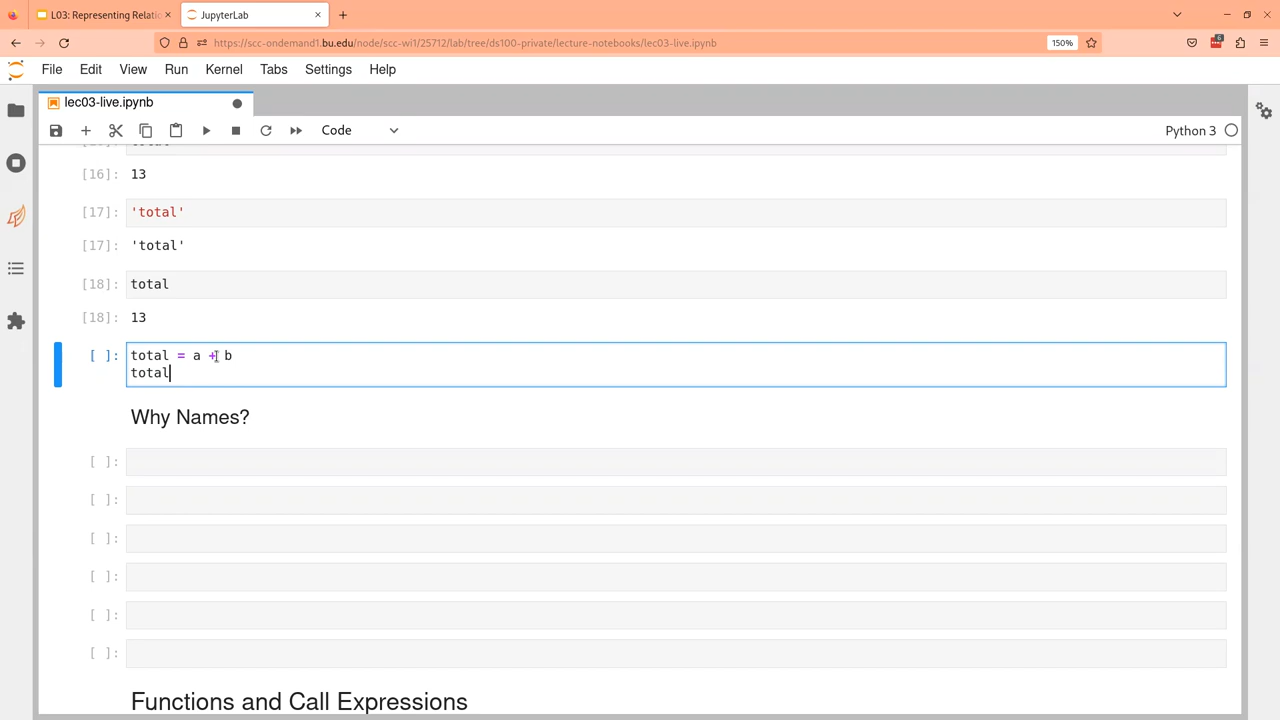 L03: Representing Relatio
JupyterLab
https://scc-ondemand1.bu.edu/node/scc-wi1/25712/lab/tree/ds100-private/lecture-notebooks/lec03-live.ipynb
150%
6
File Edit View Run Kernel Tabs Settings Help
lec03-live.ipynb
Code
Python 3
[16]: 13
[17]: 'total'
[17]: 'total'
[18]: total
[18]: 13
[ ]: total = a + b
total
Why Names?
[ ]:
[ ]:
[ ]:
[ ]:
[ ]:
[ ]:
Functions and Call Expressions